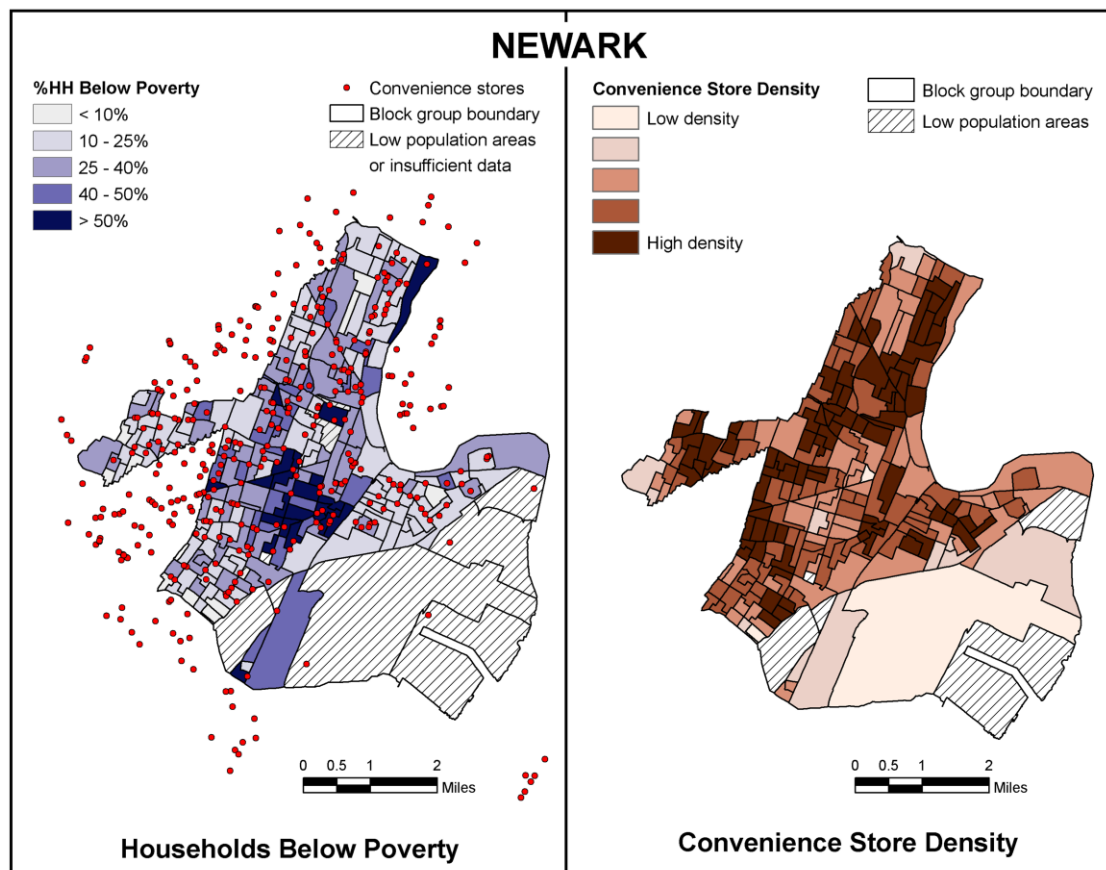 NEWARK
%HH Below Poverty
< 10%
10 - 25%
25 - 40%
40 - 50%
> 50%
Convenience stores
Block group boundary
Low population areas
or insufficient data
0 0.5 1 2
Miles
Households Below Poverty
Convenience Store Density
Low density
High density
Block group boundary
Low population areas
0 0.5 1 2
Miles
Convenience Store Density